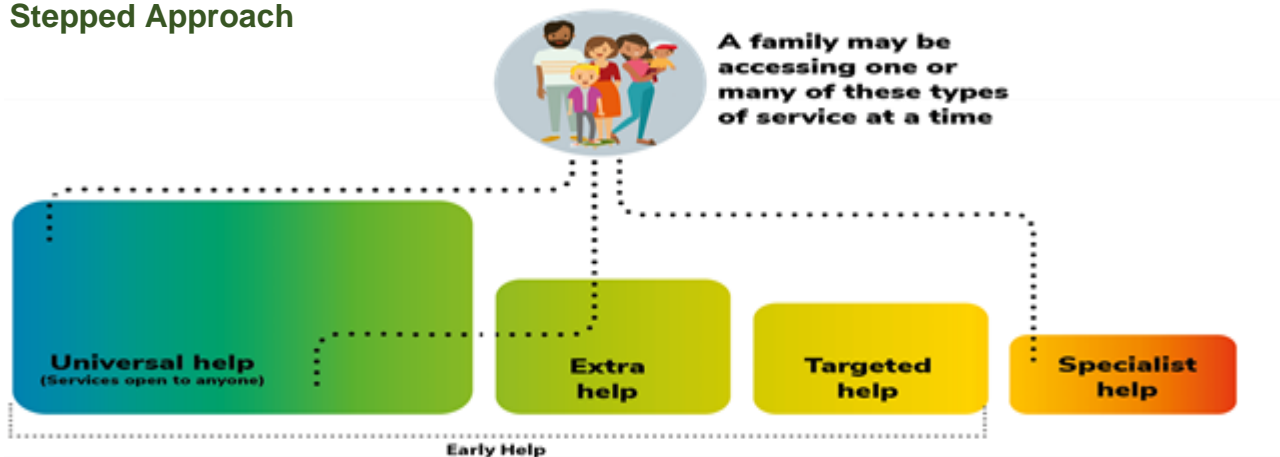 Stepped Approach
A family may be
accessing one or
many of these types
of service at a time
Universal help
(Services open to anyone)
Extra
help
Targeted
help
Specialist
help
Early Help